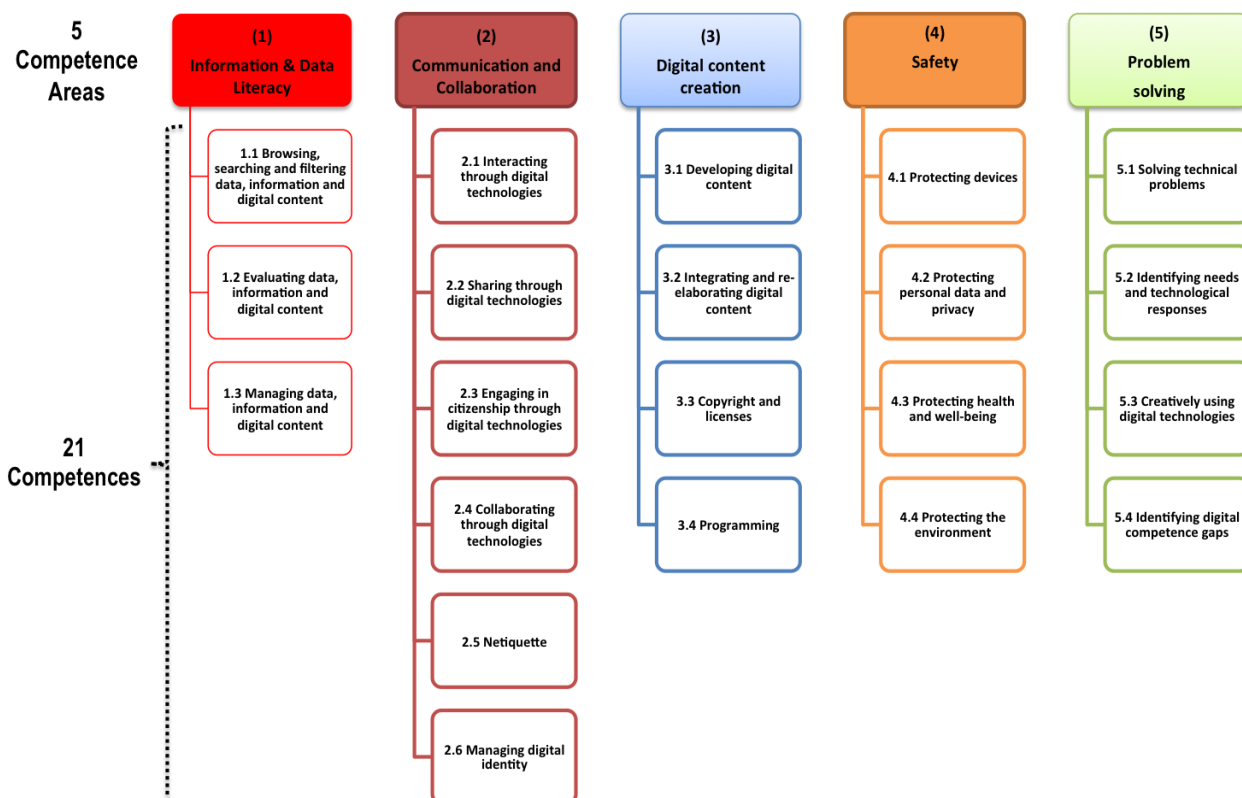 5
Competence
Areas
(1)
Information & Data
Literacy
(2)
Communication and
Collaboration
(3)
Digital content
creation
(4)
Safety
(5)
Problem
solving
21
Competences
1.1 Browsing,
searching and filtering
data, information and
digital content
1.2 Evaluating data,
information and
digital content
1.3 Managing data,
information and
digital content
2.1 Interacting
through digital
technologies
2.2 Sharing through
digital technologies
2.3 Engaging in
citizenship through
digital technologies
2.4 Collaborating
through digital
technologies
2.5 Netiquette
2.6 Managing digital
identity
3.1 Developing digital
content
3.2 Integrating and re-
elaborating digital
content
3.3 Copyright and
licenses
3.4 Programming
4.1 Protecting devices
4.2 Protecting
personal data and
privacy
4.3 Protecting health
and well-being
4.4 Protecting the
environment
5.1 Solving technical
problems
5.2 Identifying needs
and technological
responses
5.3 Creatively using
digital technologies
5.4 Identifying digital
competence gaps